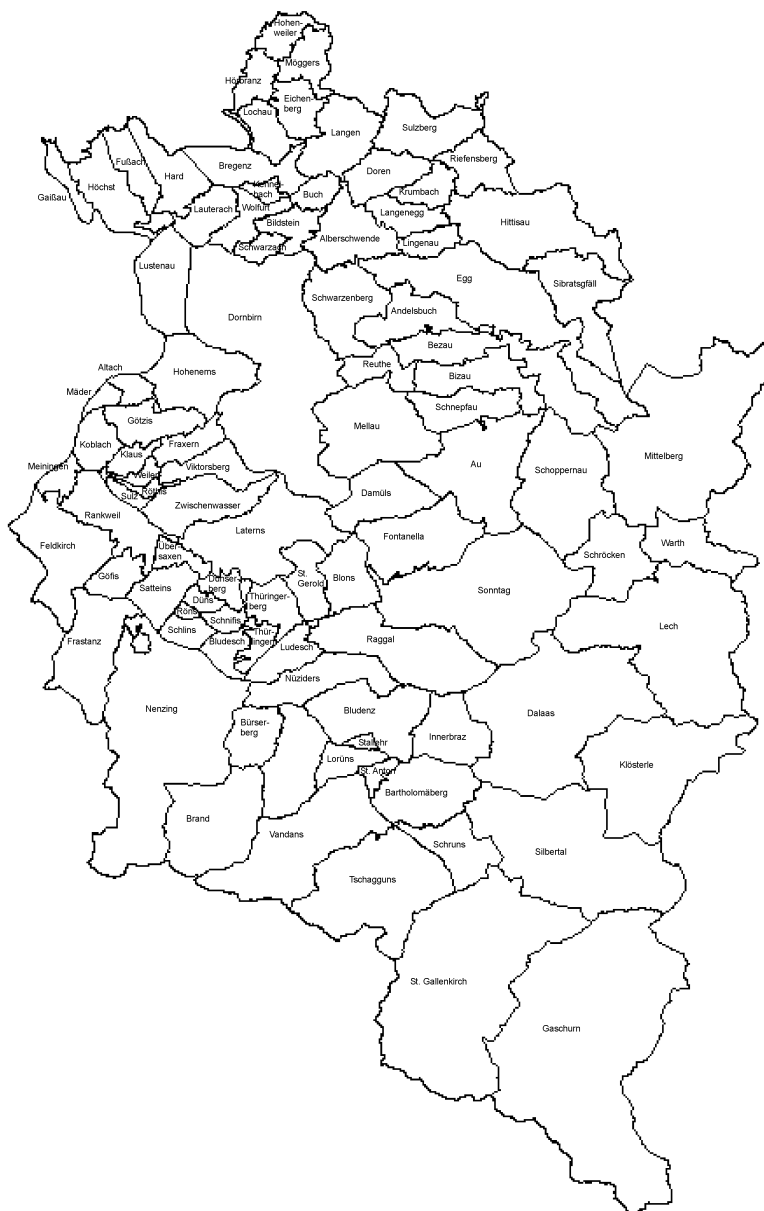 Hohen-
weiler
Möggers
Hörbranz
Eichen-
berg
Lochau
Langen
Sulzberg
Riefensberg
Fußach
Hard
Bregenz
Doren
Höchst
Gaißau
Kennel-
bach
Buch
Krumbach
Lauterach
Wolfurt
Langenegg
Bildstein
Hittisau
Alberschwende
Lingenau
Schwarzach
Lustenau
Egg
Sibratsgfäll
Schwarzenberg
Dornbirn
Andelsbuch
Bezau
Altach
Hohenems
Reuthe
Bizau
Mäder
Schnepfau
Götzis
Mellau
Koblach
Fraxern
Klaus
Mittelberg
Meiningen
Viktorsberg
Weiler
Au
Schoppernau
Röthis
Sulz
Zwischenwasser
Damüls
Rankweil
Laterns
Fontanella
Feldkirch
Über-
saxen
Schröcken
Warth
St.
Gerold
Blons
Göfis
Satteins
Dünser-
berg
Thüringer-
berg
Sonntag
Düns
Röns
Schnifis
Lech
Frastanz
Schlins
Bludesch
Thür-
lingen
Ludesch
Raggal
Nüziders
Nenzing
Bludenz
Dalaas
Bürser-
berg
Stallehr
Innerbraz
Lorüns
Klösterle
St. Anton
Bartholomäberg
Brand
Vandans
Schruns
Silbertal
Tschagguns
St. Gallenkirch
Gaschurn